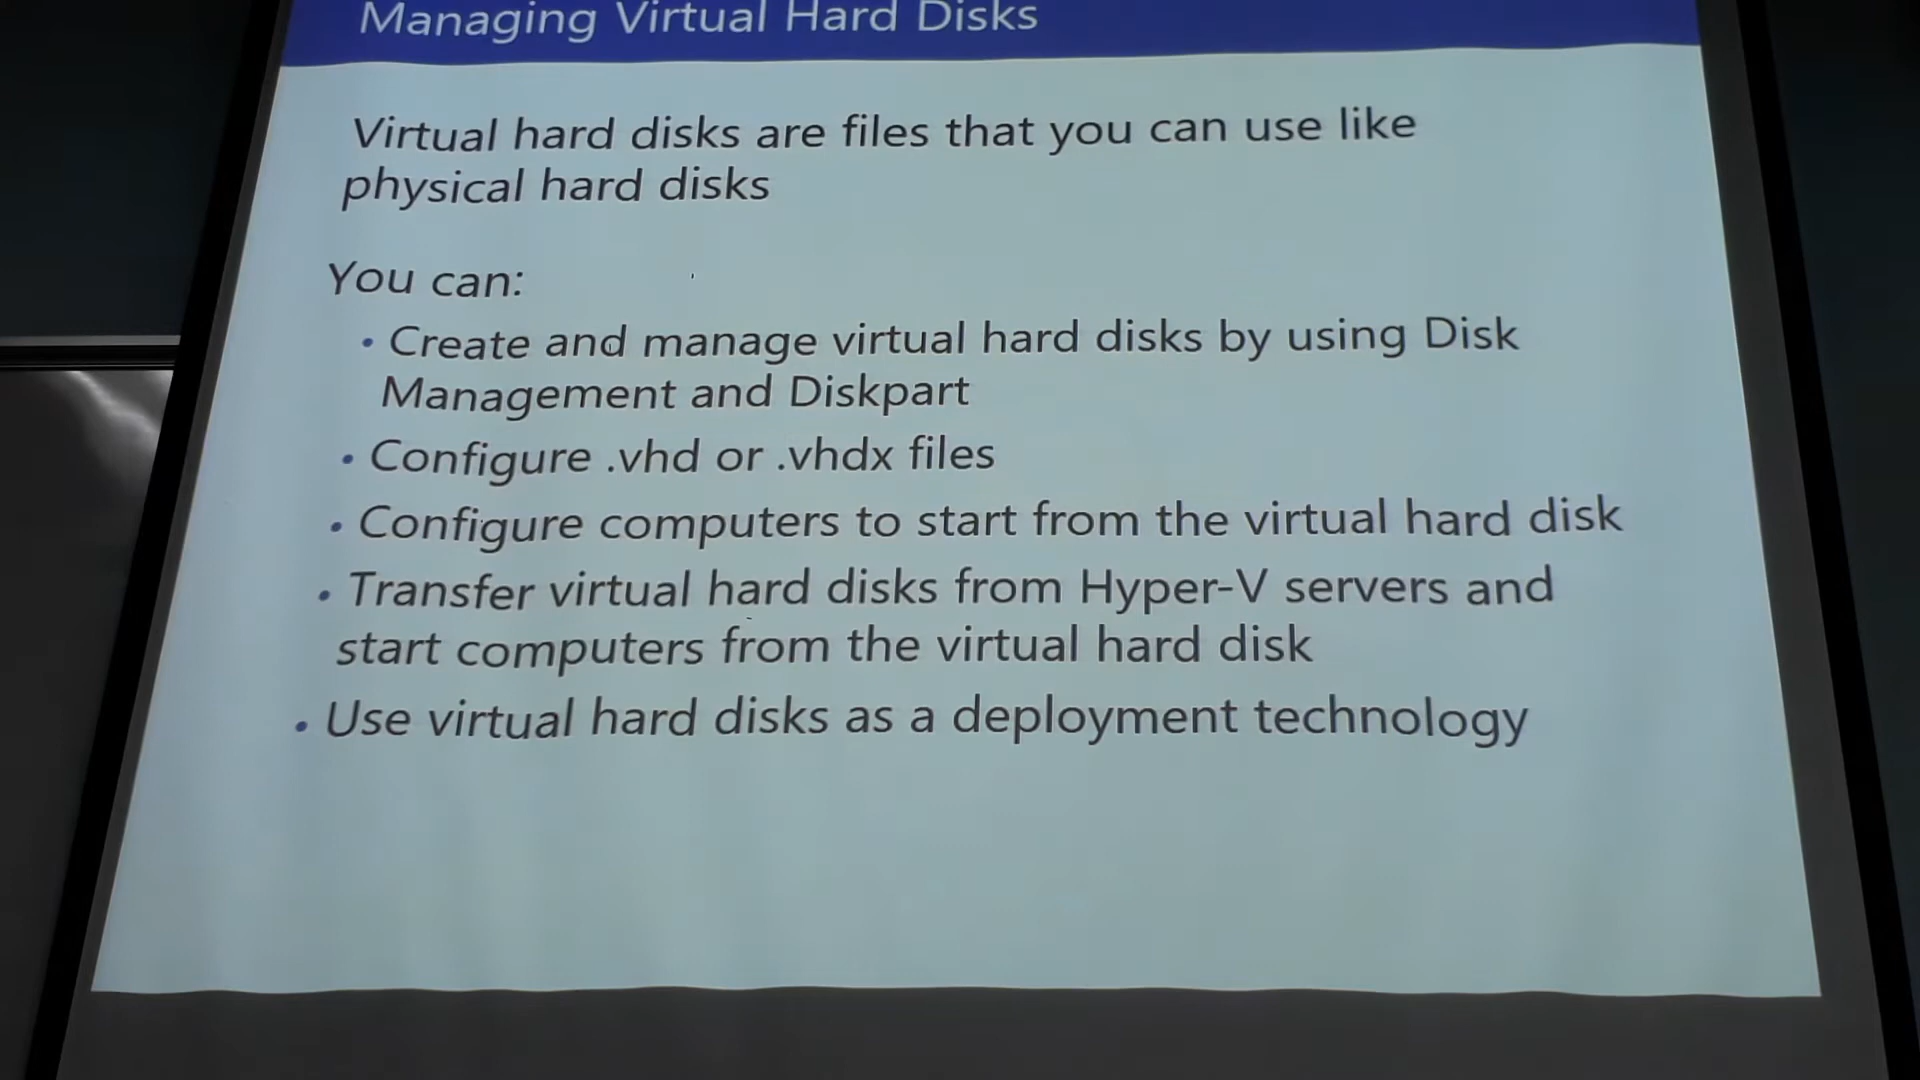 Managing Virtual Hard Disks
Virtual hard disks are files that you can use like
physical hard disks
You can:
• Create and manage virtual hard disks by using Disk
Management and Diskpart
• Configure .vhd or .vhdx files
• Configure computers to start from the virtual hard disk
• Transfer virtual hard disks from Hyper-V servers and
start computers from the virtual hard disk
• Use virtual hard disks as a deployment technology